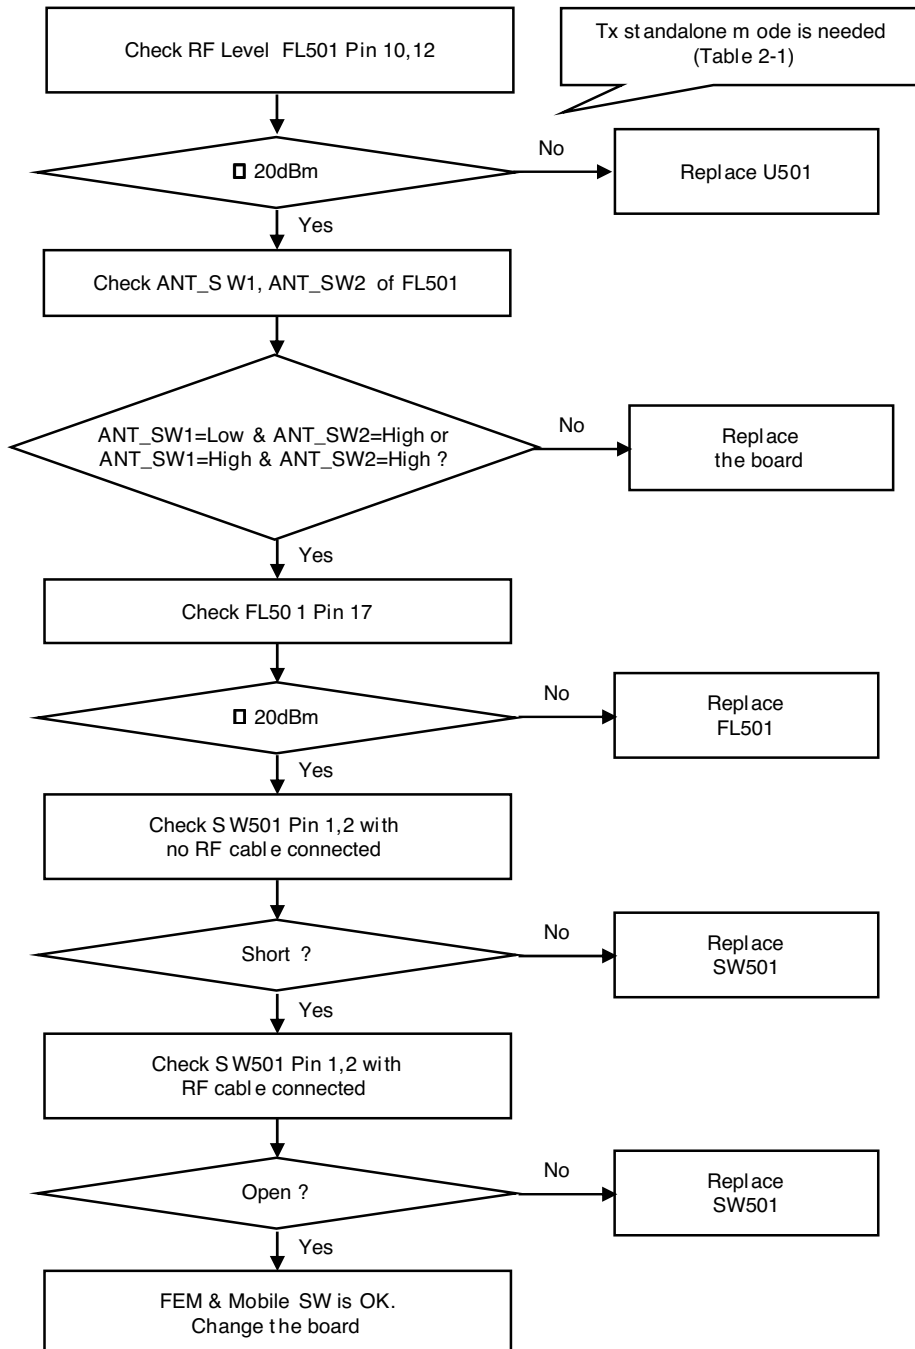 Check RF Level FL501 Pin 10,12
Tx standalone mode is needed
(Table 2-1)
□ 20dBm
No
Replace U501
Yes
Check ANT_SW1, ANT_SW2 of FL501
ANT_SW1=Low & ANT_SW2=High or
ANT_SW1=High & ANT_SW2=High ?
No
Replace
the board
Yes
Check FL501 Pin 17
□ 20dBm
No
Replace
FL501
Yes
Check SW501 Pin 1,2 with
no RF cable connected
Short ?
No
Replace
SW501
Yes
Check SW501 Pin 1,2 with
RF cable connected
Open ?
No
Replace
SW501
Yes
FEM & Mobile SW is OK.
Change the board